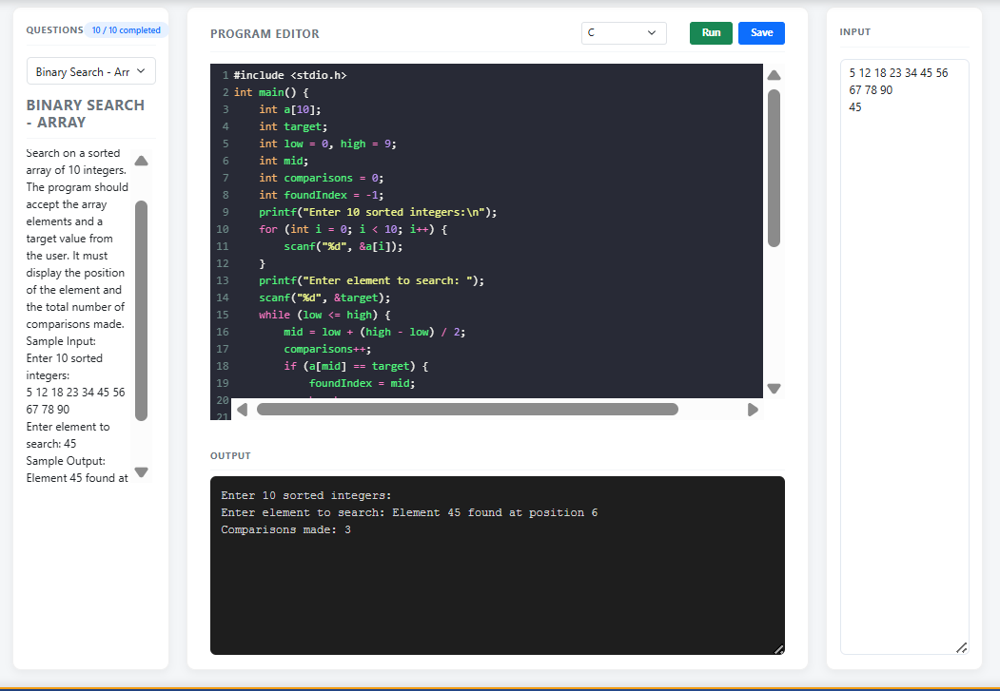 QUESTIONS 10 / 10 completed
Binary Search - Arr
BINARY SEARCH
- ARRAY
Search on a sorted
array of 10 integers.
The program should
accept the array
elements and a
target value from
the user. It must
display the position
of the element and
the total number of
comparisons made.
Sample Input:
Enter 10 sorted
integers:
5 12 18 23 34 45 56
67 78 90
Enter element to
search: 45
Sample Output:
Element 45 found at
PROGRAM EDITOR
C
Run
Save
1 #include <stdio.h>
2 int main() {
3     int a[10];
4     int target;
5     int low = 0, high = 9;
6     int mid;
7     int comparisons = 0;
8     int foundIndex = -1;
9     printf("Enter 10 sorted integers:\n");
10     for (int i = 0; i < 10; i++) {
11         scanf("%d", &a[i]);
12     }
13     printf("Enter element to search: ");
14     scanf("%d", &target);
15     while (low <= high) {
16         mid = low + (high - low) / 2;
17         comparisons++;
18         if (a[mid] == target) {
19             foundIndex = mid;
20
21
OUTPUT
Enter 10 sorted integers:
Enter element to search: Element 45 found at position 6
Comparisons made: 3
INPUT
5 12 18 23 34 45 56
67 78 90
45